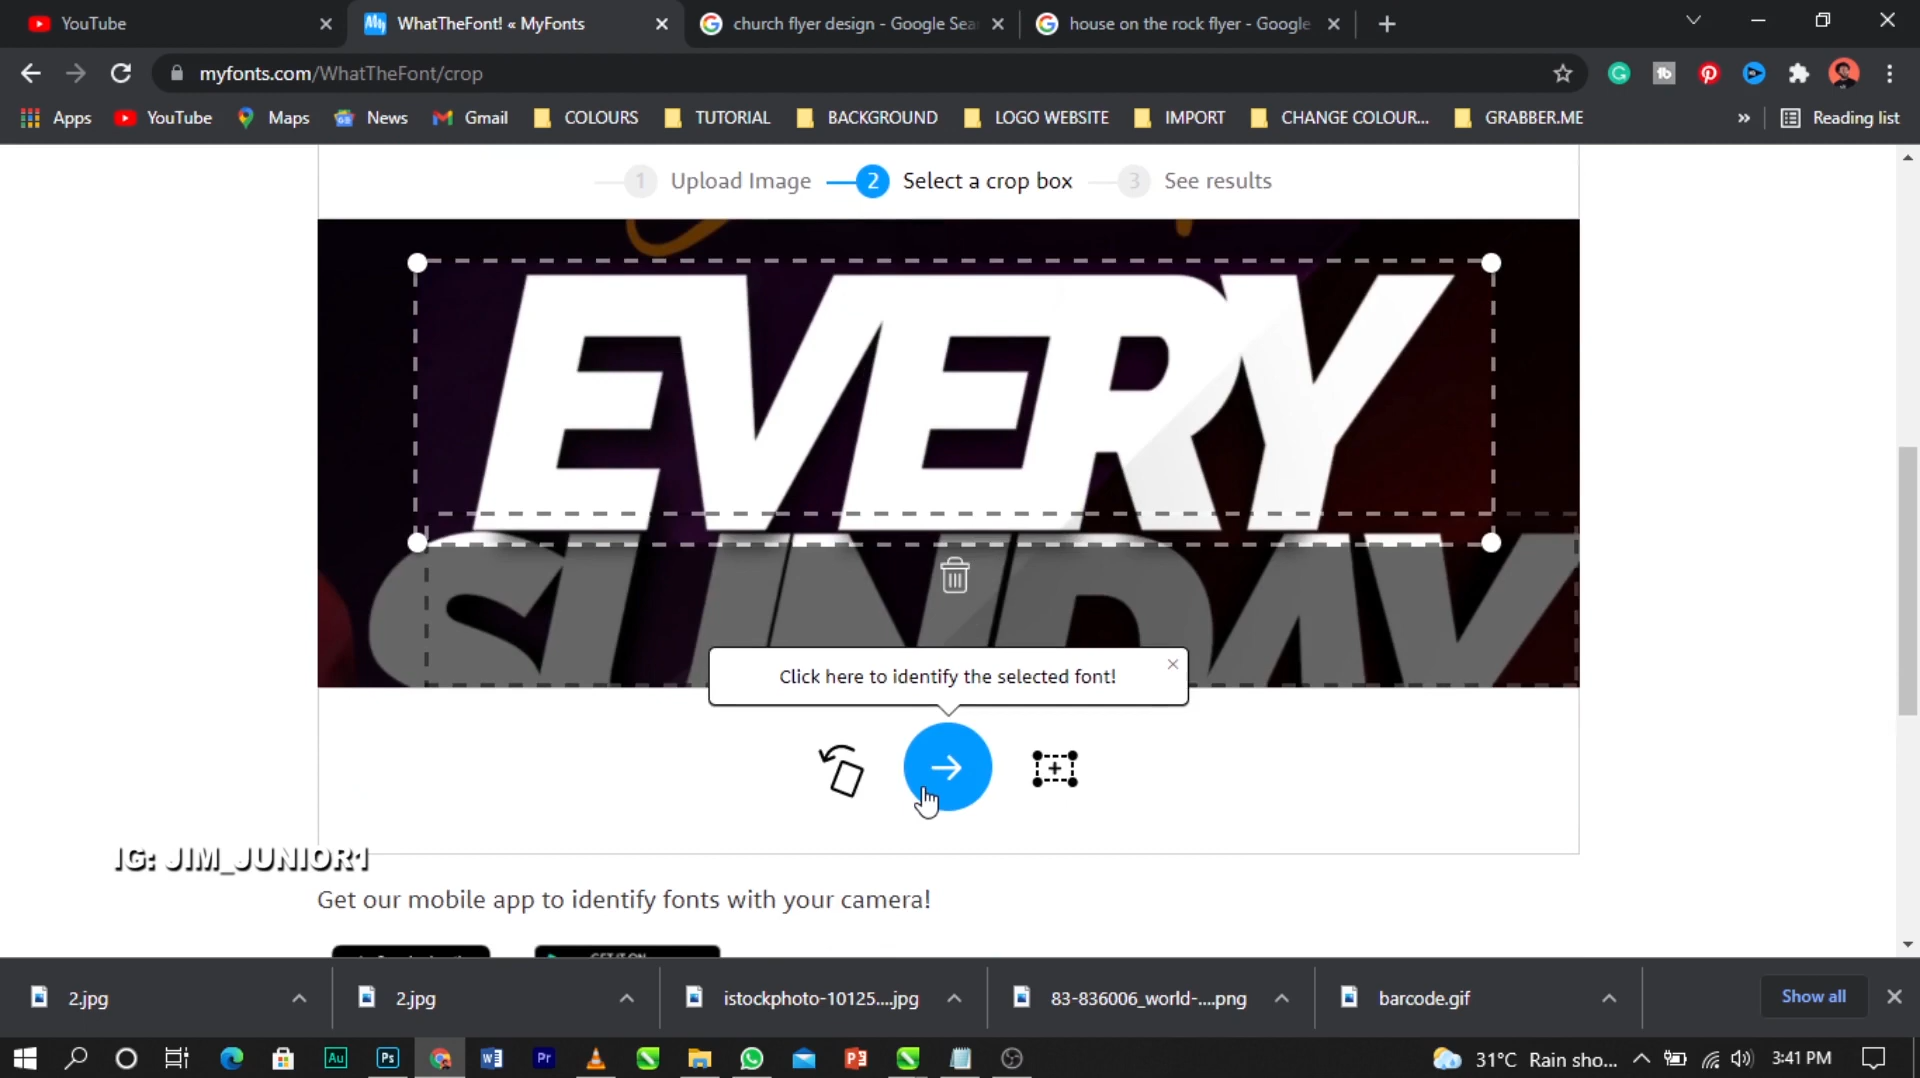 YouTube
WhatTheFont! « MyFonts
church flyer design - Google Sea
house on the rock flyer - Google
myfonts.com/WhatTheFont/crop
Apps
YouTube
Maps
News
Gmail
COLOURS
TUTORIAL
BACKGROUND
LOGO WEBSITE
IMPORT
CHANGE COLOUR...
GRABBER.ME
»
Reading list
1 Upload Image
2 Select a crop box
3 See results
EVERY
SUNDAY
Click here to identify the selected font!
IG: JIM_JUNIOR1
Get our mobile app to identify fonts with your camera!
GET IT ON
2.jpg
2.jpg
istockphoto-10125....jpg
83-836006_world-....png
barcode.gif
Show all
31°C Rain sho...
3:41 PM